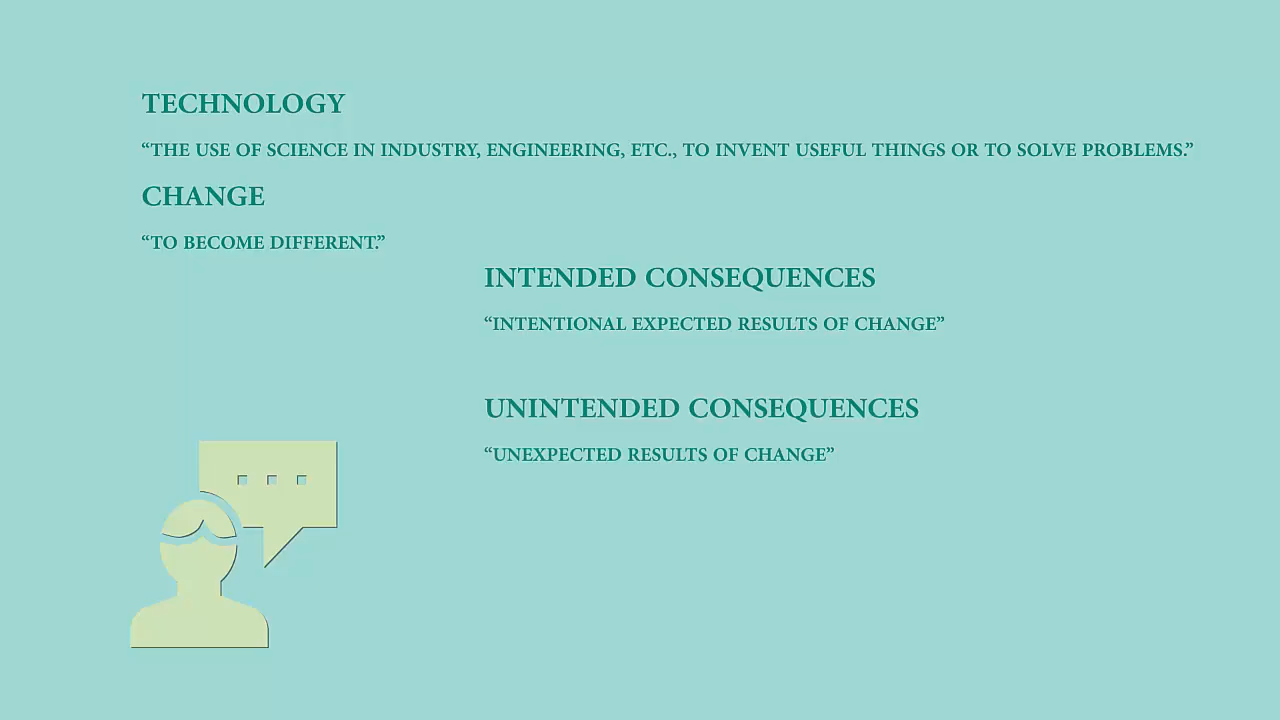 TECHNOLOGY
“THE USE OF SCIENCE IN INDUSTRY, ENGINEERING, ETC., TO INVENT USEFUL THINGS OR TO SOLVE PROBLEMS.”
CHANGE
“TO BECOME DIFFERENT.”
INTENDED CONSEQUENCES
“INTENTIONAL EXPECTED RESULTS OF CHANGE”
UNINTENDED CONSEQUENCES
“UNEXPECTED RESULTS OF CHANGE”